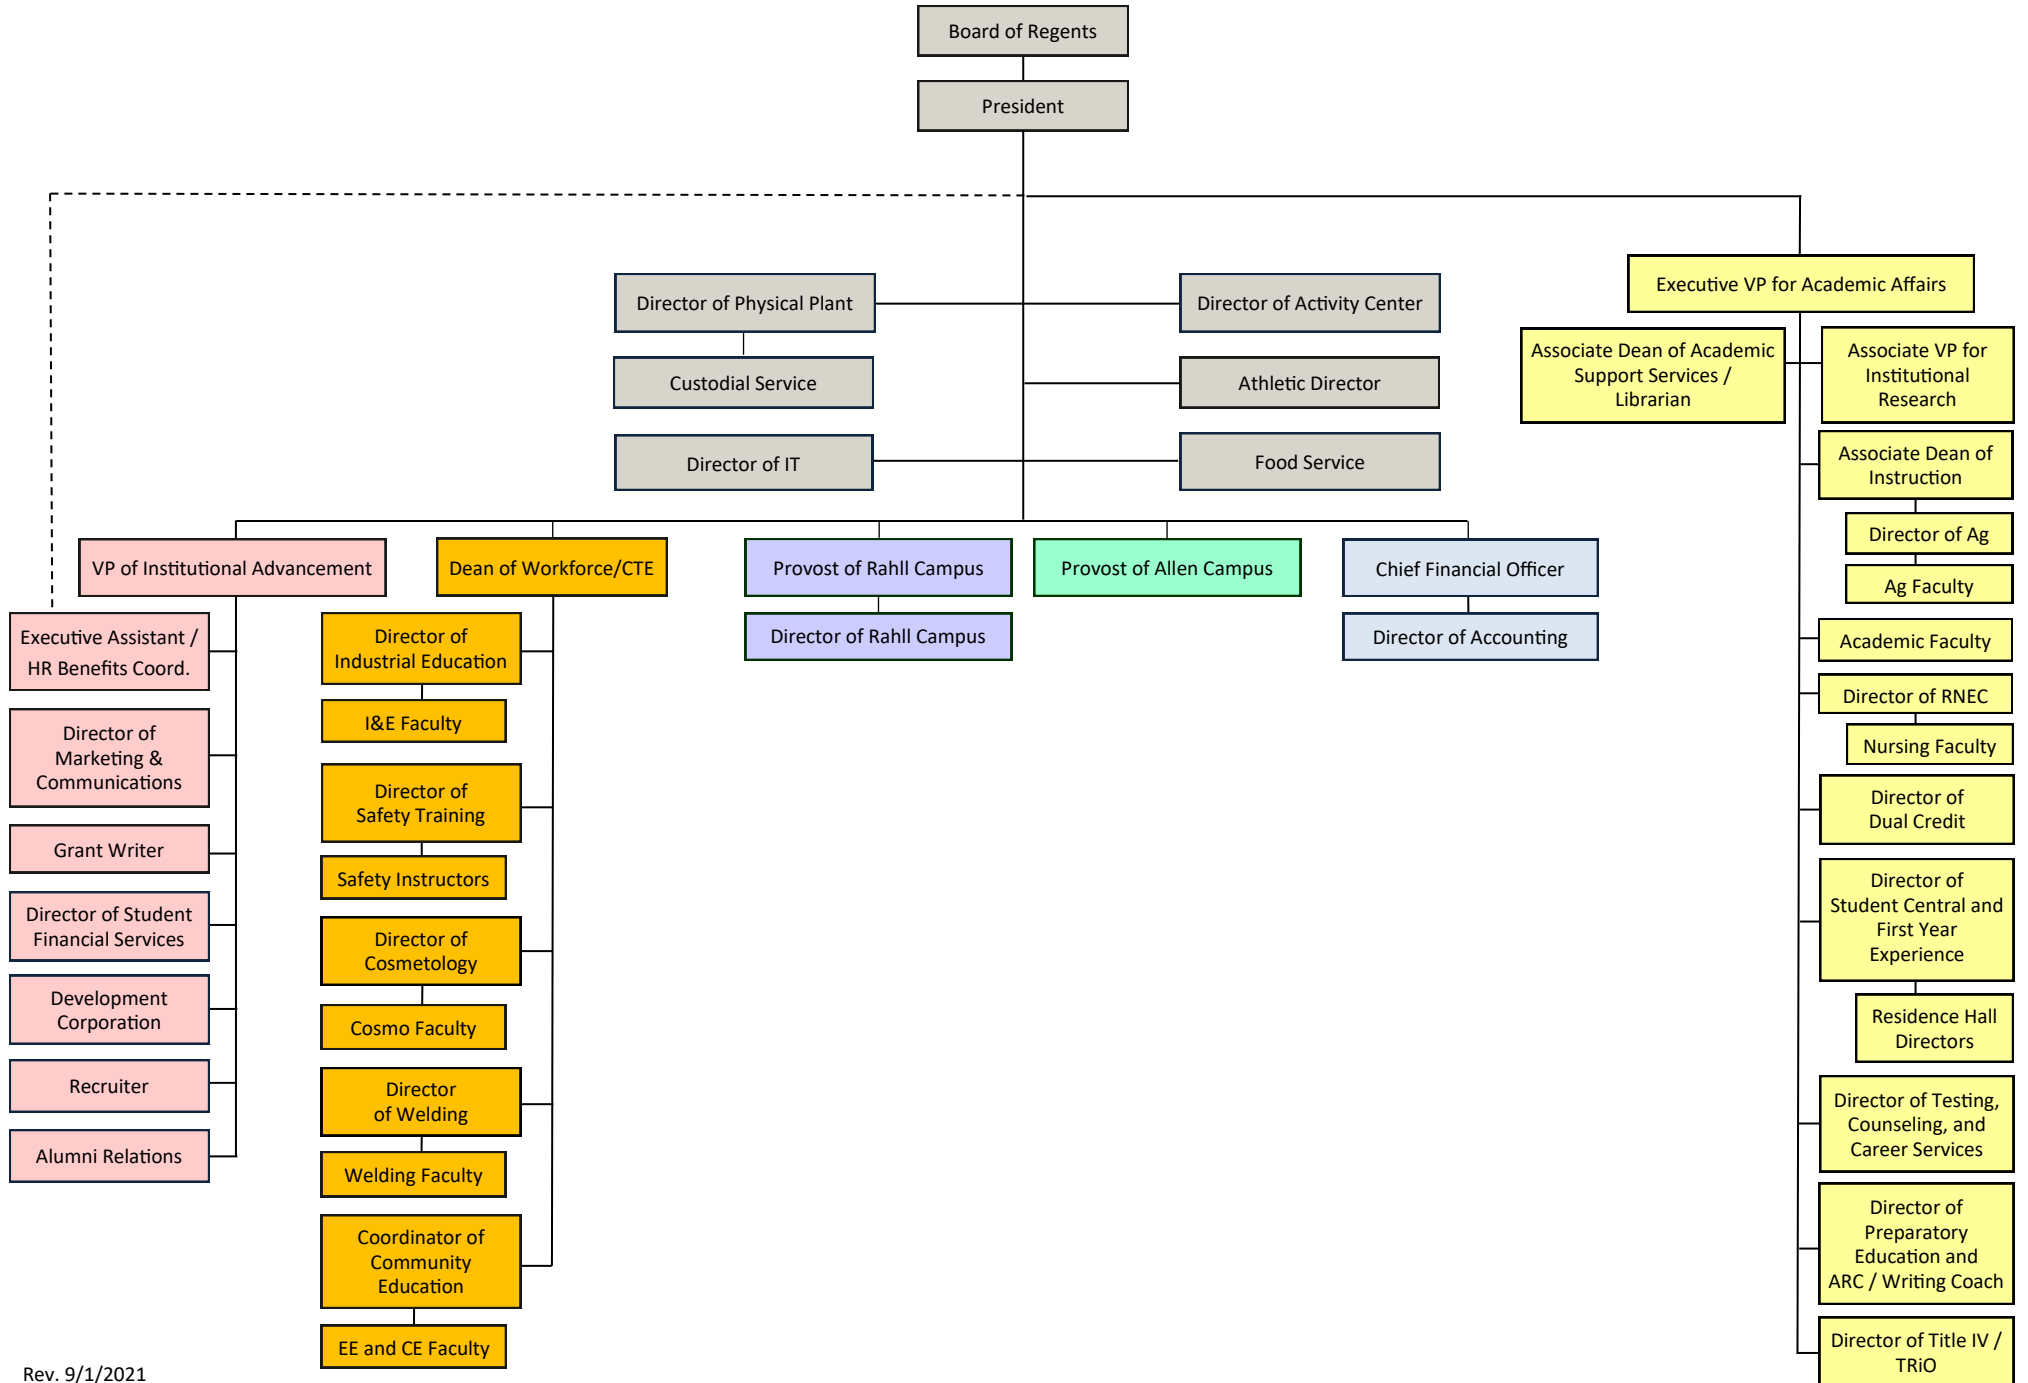 Board of Regents
President
Executive VP for Academic Affairs
Director of Physical Plant
Director of Activity Center
Associate Dean of Academic
Support Services /
Librarian
Associate VP for
Institutional
Research
Custodial Service
Athletic Director
Director of IT
Food Service
Associate Dean of
Instruction
Director of Ag
Ag Faculty
VP of Institutional Advancement
Dean of Workforce/CTE
Provost of Rahll Campus
Provost of Allen Campus
Chief Financial Officer
Director of Rahll Campus
Director of Accounting
Executive Assistant /
HR Benefits Coord.
Director of
Marketing &
Communications
Grant Writer
Director of Student
Financial Services
Development
Corporation
Recruiter
Alumni Relations
Director of
Industrial Education
I&E Faculty
Director of
Safety Training
Safety Instructors
Director of
Cosmetology
Cosmo Faculty
Director
of Welding
Welding Faculty
Coordinator of
Community
Education
EE and CE Faculty
Academic Faculty
Director of RNEC
Nursing Faculty
Director of
Dual Credit
Director of
Student Central and
First Year
Experience
Residence Hall
Directors
Director of Testing,
Counseling, and
Career Services
Director of
Preparatory
Education and
ARC / Writing Coach
Director of Title IV /
TRiO
Rev. 9/1/2021